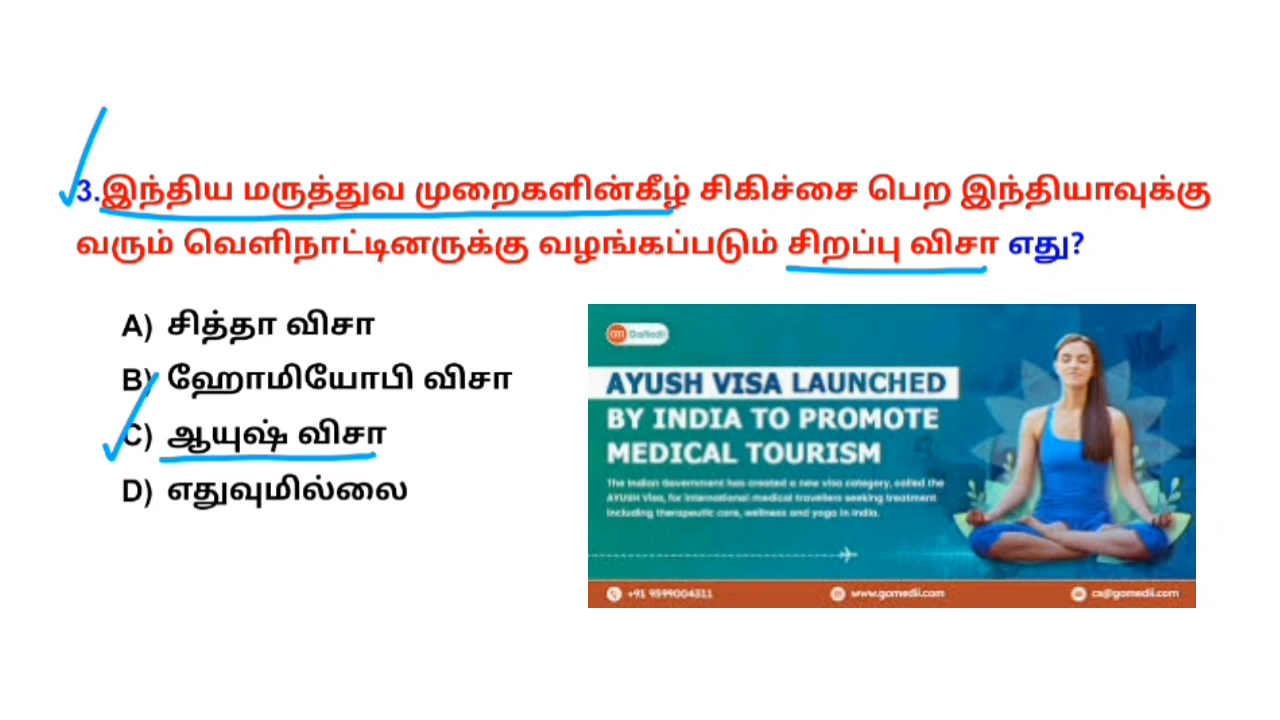 3.இந்திய மருத்துவ முறைகளின்கீழ் சிகிச்சை பெற இந்தியாவுக்கு
வரும் வெளிநாட்டினருக்கு வழங்கப்படும் சிறப்பு விசா எது?
A) சித்தா விசா
B) ஹோமியோபி விசா
C) ஆயுஷ் விசா
D) எதுவுமில்லை
GoMedii
AYUSH VISA LAUNCHED
BY INDIA TO PROMOTE
MEDICAL TOURISM
The Indian Government has created a new visa category, called the
AYUSH Visa, for international medical travellers seeking treatment
including therapeutic care, wellness and yoga in India.
+91 9599004311
www.gomedii.com
cs@gomedii.com